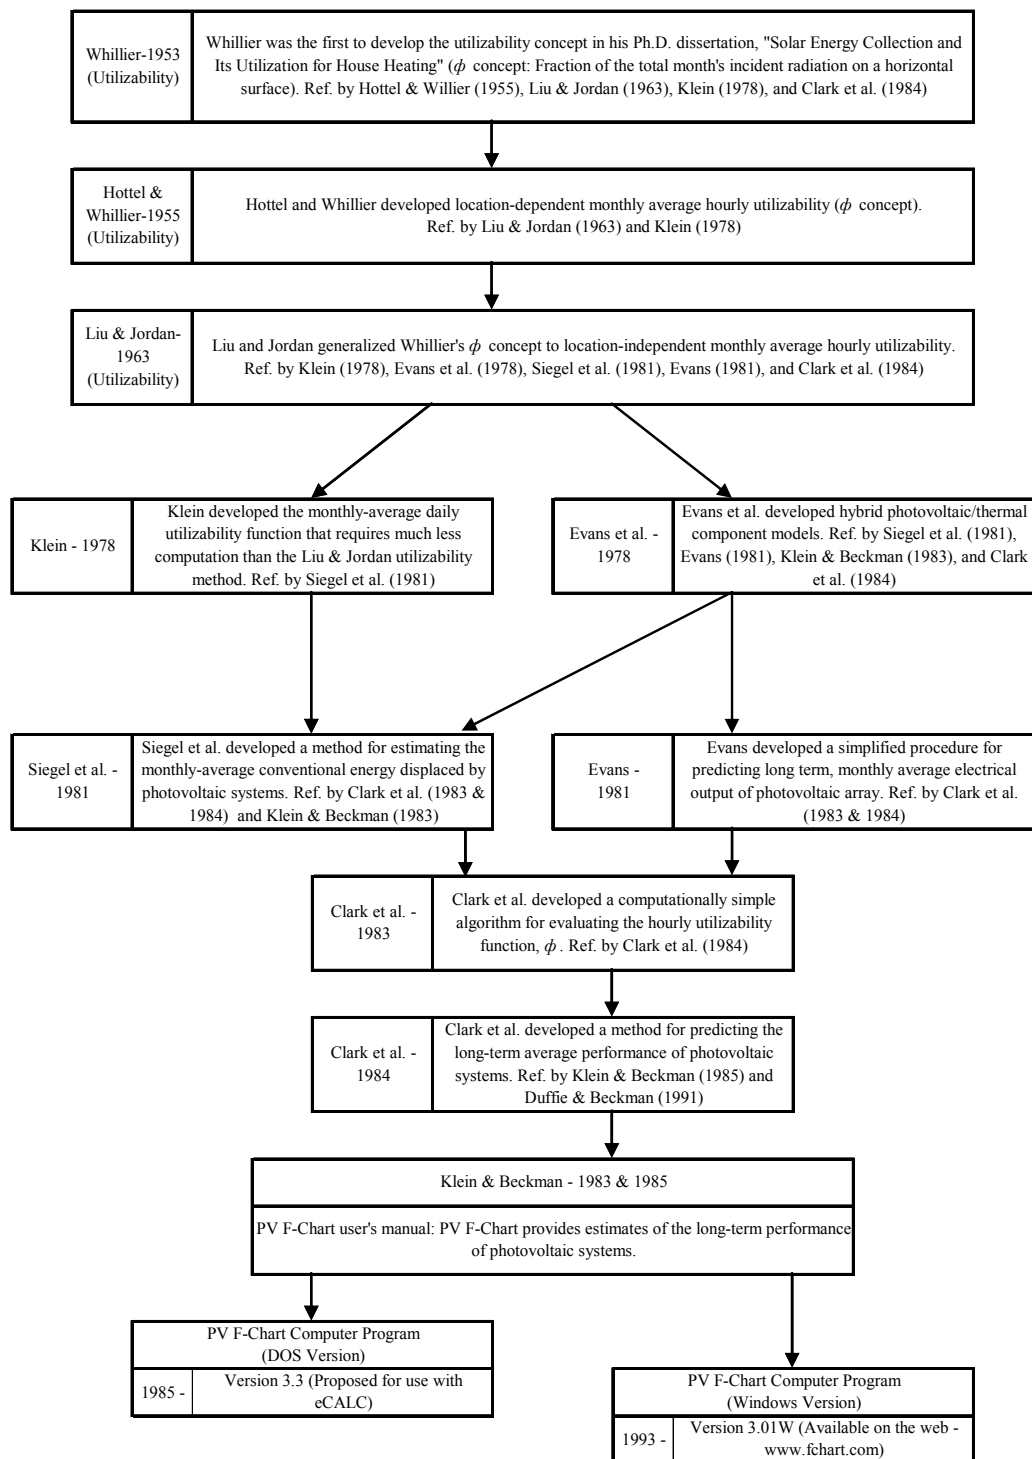 Whillier-1953
(Utilizability)
Whillier was the first to develop the utilizability concept in his Ph.D. dissertation, "Solar Energy Collection and
Its Utilization for House Heating" (ϕ concept: Fraction of the total month's incident radiation on a horizontal
surface). Ref. by Hottel & Willier (1955), Liu & Jordan (1963), Klein (1978), and Clark et al. (1984)
Hottel &
Whillier-1955
(Utilizability)
Hottel and Whillier developed location-dependent monthly average hourly utilizability (ϕ concept).
Ref. by Liu & Jordan (1963) and Klein (1978)
Liu & Jordan-
1963
(Utilizability)
Liu and Jordan generalized Whillier's ϕ concept to location-independent monthly average hourly utilizability.
Ref. by Klein (1978), Evans et al. (1978), Siegel et al. (1981), Evans (1981), and Clark et al. (1984)
Klein - 1978
Klein developed the monthly-average daily
utilizability function that requires much less
computation than the Liu & Jordan utilizability
method. Ref. by Siegel et al. (1981)
Evans et al. -
1978
Evans et al. developed hybrid photovoltaic/thermal
component models. Ref. by Siegel et al. (1981),
Evans (1981), Klein & Beckman (1983), and Clark
et al. (1984)
Siegel et al. -
1981
Siegel et al. developed a method for estimating the
monthly-average conventional energy displaced by
photovoltaic systems. Ref. by Clark et al. (1983 &
1984) and Klein & Beckman (1983)
Evans -
1981
Evans developed a simplified procedure for
predicting long term, monthly average electrical
output of photovoltaic array. Ref. by Clark et al.
(1983 & 1984)
Clark et al. -
1983
Clark et al. developed a computationally simple
algorithm for evaluating the hourly utilizability
function, ϕ. Ref. by Clark et al. (1984)
Clark et al. -
1984
Clark et al. developed a method for predicting the
long-term average performance of photovoltaic
systems. Ref. by Klein & Beckman (1985) and
Duffie & Beckman (1991)
Klein & Beckman - 1983 & 1985
PV F-Chart user's manual: PV F-Chart provides estimates of the long-term performance
of photovoltaic systems.
PV F-Chart Computer Program
(DOS Version)
1985 -
Version 3.3 (Proposed for use with
eCALC)
PV F-Chart Computer Program
(Windows Version)
1993 -
Version 3.01W (Available on the web -
www.fchart.com)